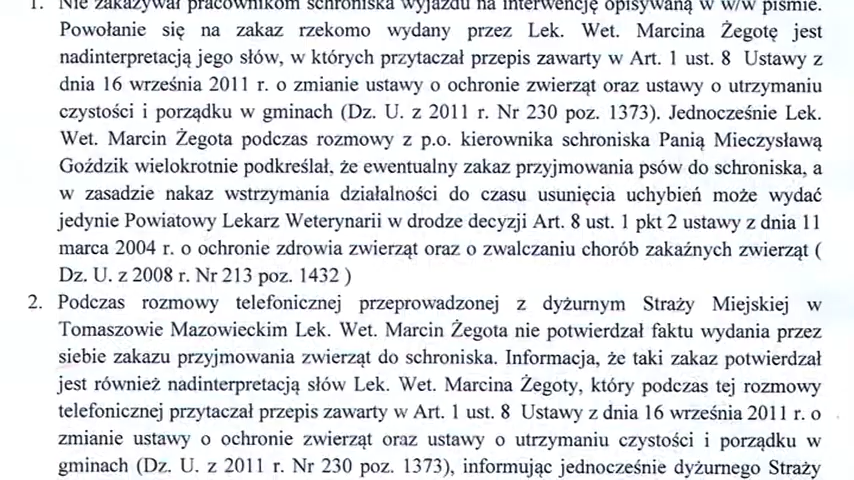 1. Nie zakazywał pracownikom schroniska wyjazdu na interwencję opisywaną w w/w piśmie.
Powołanie się na zakaz rzekomo wydany przez Lek. Wet. Marcina Żegotę jest
nadinterpretacją jego słów, w których przytaczał przepis zawarty w Art. 1 ust. 8 Ustawy z
dnia 16 września 2011 r. o zmianie ustawy o ochronie zwierząt oraz ustawy o utrzymaniu
czystości i porządku w gminach (Dz. U. z 2011 r. Nr 230 poz. 1373). Jednocześnie Lek.
Wet. Marcin Żegota podczas rozmowy z p.o. kierownika schroniska Panią Mieczysławą
Goździk wielokrotnie podkreślał, że ewentualny zakaz przyjmowania psów do schroniska, a
w zasadzie nakaz wstrzymania działalności do czasu usunięcia uchybień może wydać
jedynie Powiatowy Lekarz Weterynarii w drodze decyzji Art. 8 ust. 1 pkt 2 ustawy z dnia 11
marca 2004 r. o ochronie zdrowia zwierząt oraz o zwalczaniu chorób zakaźnych zwierząt (
Dz. U. z 2008 r. Nr 213 poz. 1432 )
2. Podczas rozmowy telefonicznej przeprowadzonej z dyżurnym Straży Miejskiej w
Tomaszowie Mazowieckim Lek. Wet. Marcin Żegota nie potwierdzał faktu wydania przez
siebie zakazu przyjmowania zwierząt do schroniska. Informacja, że taki zakaz potwierdzał
jest również nadinterpretacją słów Lek. Wet. Marcina Żegoty, który podczas tej rozmowy
telefonicznej przytaczał przepis zawarty w Art. 1 ust. 8 Ustawy z dnia 16 września 2011 r. o
zmianie ustawy o ochronie zwierząt oraz ustawy o utrzymaniu czystości i porządku w
gminach (Dz. U. z 2011 r. Nr 230 poz. 1373), informując jednocześnie dyżurnego Straży